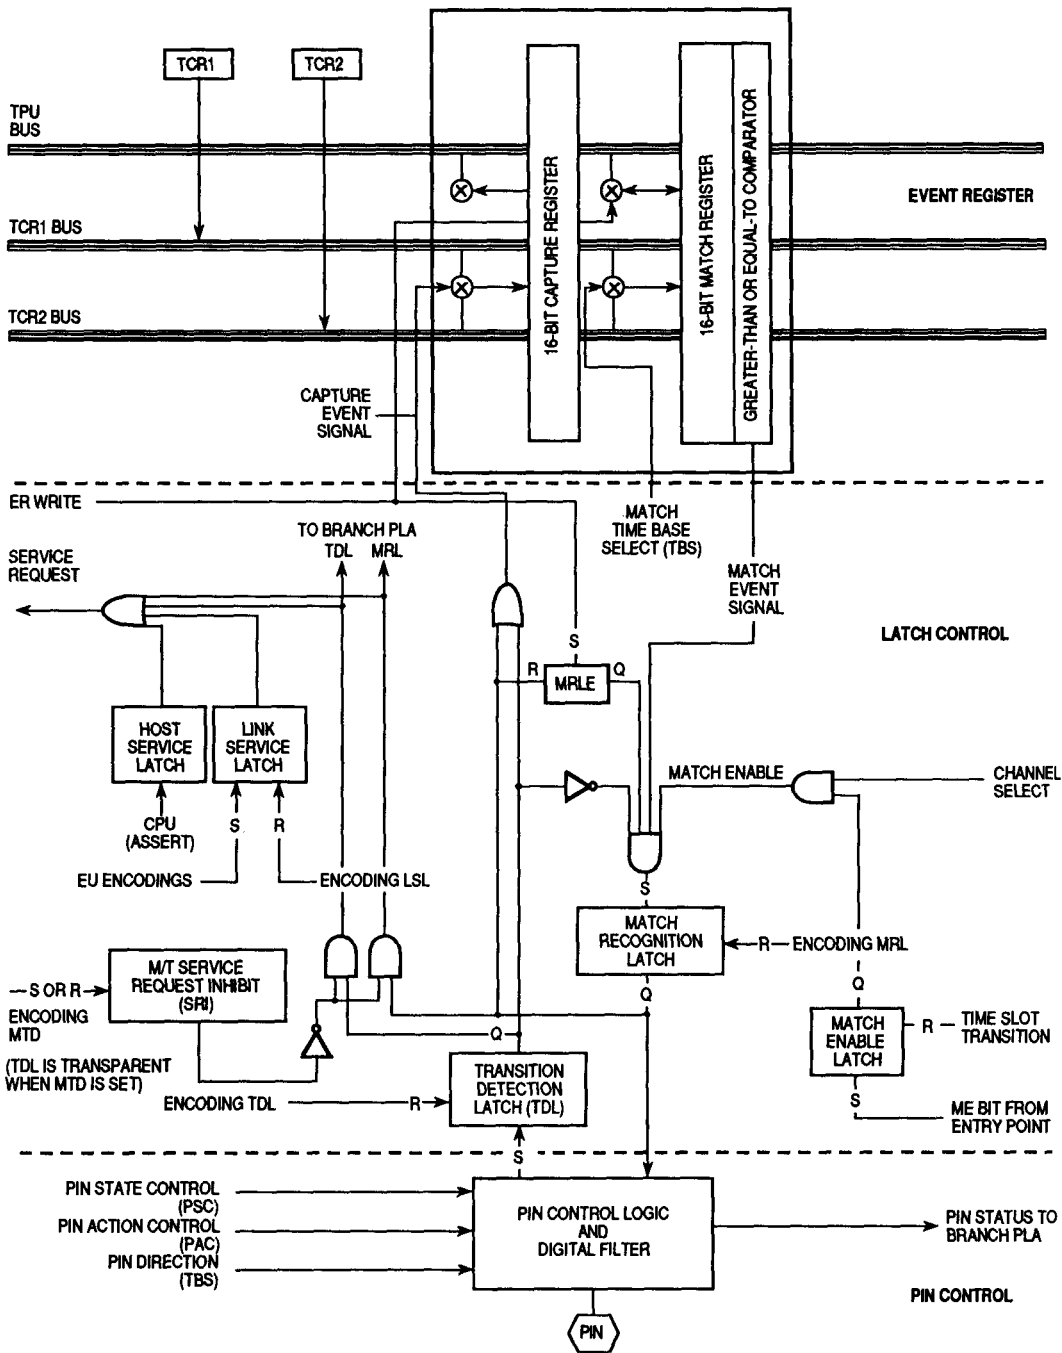 TCR1
TCR2
TPU
BUS
TCR1 BUS
TCR2 BUS
16-BIT CAPTURE REGISTER
16-BIT MATCH REGISTER
GREATER-THAN OR EQUAL-TO COMPARATOR
EVENT REGISTER
CAPTURE
EVENT
SIGNAL
ER WRITE
TO BRANCH PLA
TDL
MRL
MATCH
TIME BASE
SELECT (TBS)
SERVICE
REQUEST
MATCH
EVENT
SIGNAL
LATCH CONTROL
S
R
MRLE
Q
HOST
SERVICE
LATCH
LINK
SERVICE
LATCH
MATCH ENABLE
CHANNEL
SELECT
CPU
(ASSERT)
S
R
EU ENCODINGS
ENCODING LSL
S
MATCH
RECOGNITION
LATCH
R
ENCODING MRL
Q
M/T SERVICE
REQUEST INHIBIT
(SRI)
S OR R
ENCODING
MTD
(TDL IS TRANSPARENT
WHEN MTD IS SET)
Q
Q
MATCH
ENABLE
LATCH
R
TIME SLOT
TRANSITION
S
ME BIT FROM
ENTRY POINT
TRANSITION
DETECTION
LATCH (TDL)
ENCODING TDL
R
S
PIN STATE CONTROL
(PSC)
PIN ACTION CONTROL
(PAC)
PIN DIRECTION
(TBS)
PIN CONTROL LOGIC
AND
DIGITAL FILTER
PIN STATUS TO
BRANCH PLA
PIN CONTROL
PIN